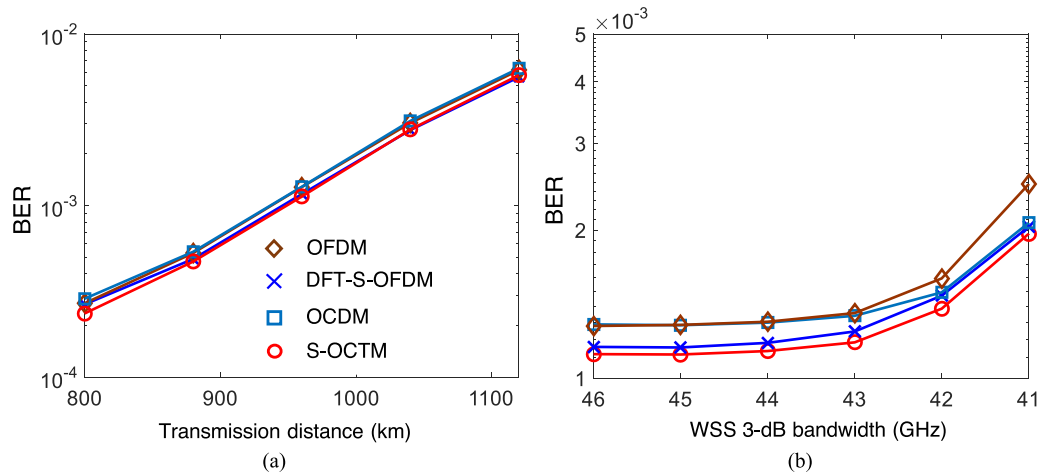 10^-2
10^-3
10^-4
BER
800
900
1000
1100
Transmission distance (km)
OFDM
DFT-S-OFDM
OCDM
S-OCTM
(a)
×10^-3
5
4
3
2
1
BER
46
45
44
43
42
41
WSS 3-dB bandwidth (GHz)
(b)